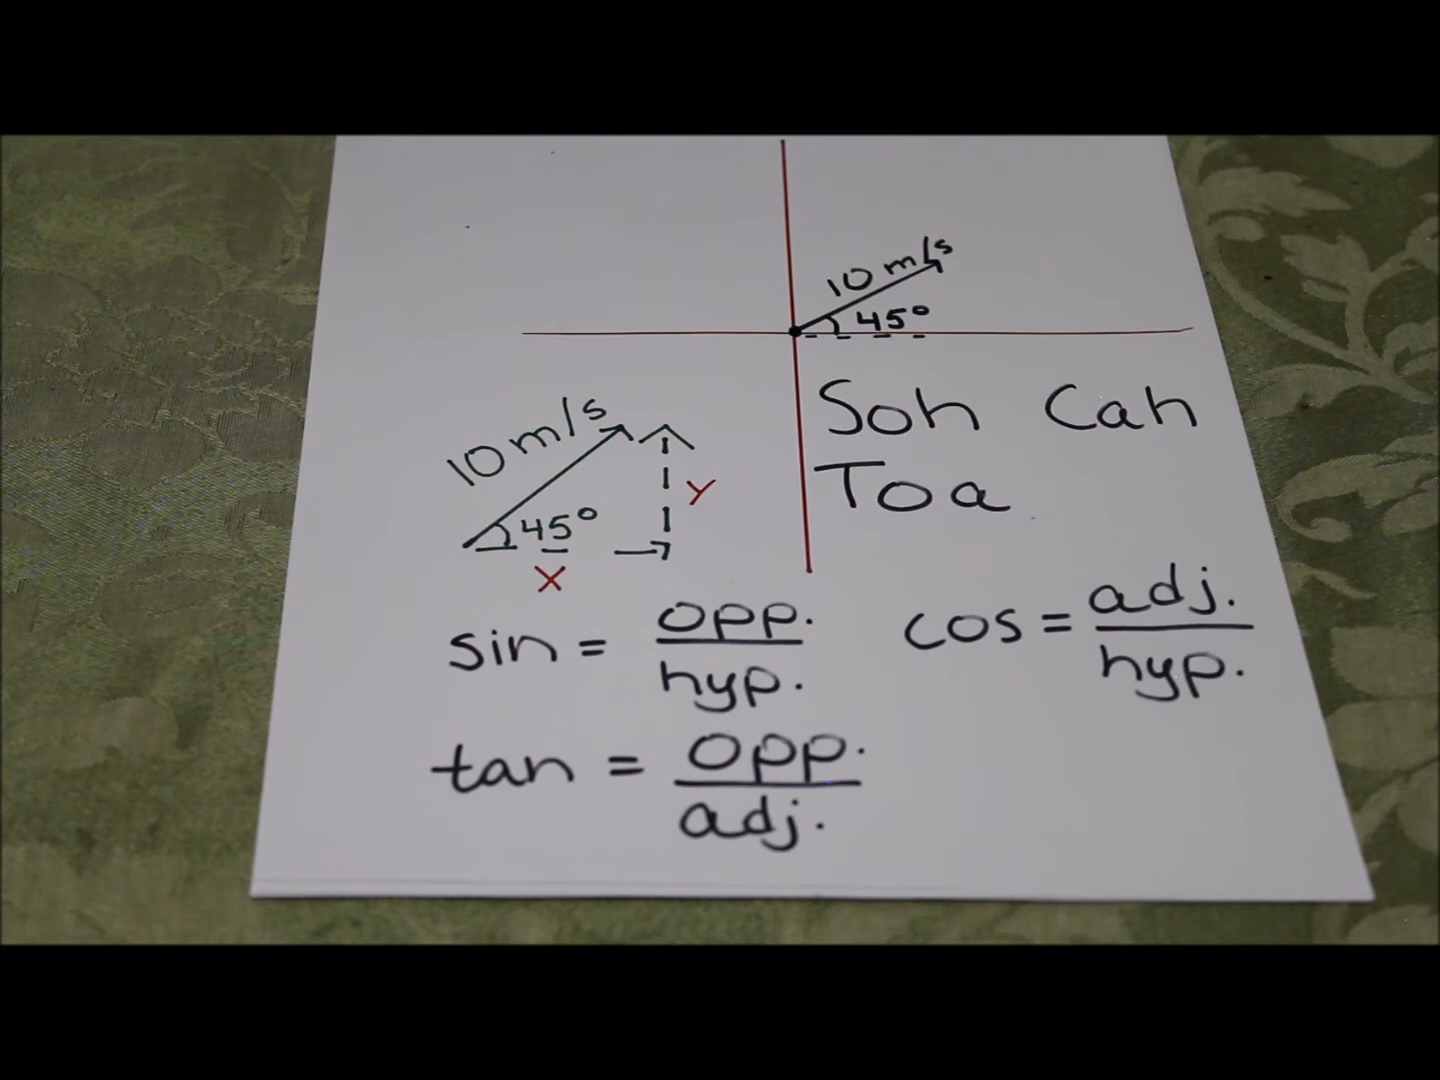 10 m/s
45°
Soh Cah
Toa
10 m/s
45°
Y
X
sin = opp. / hyp.
cos = adj. / hyp.
tan = opp. / adj.